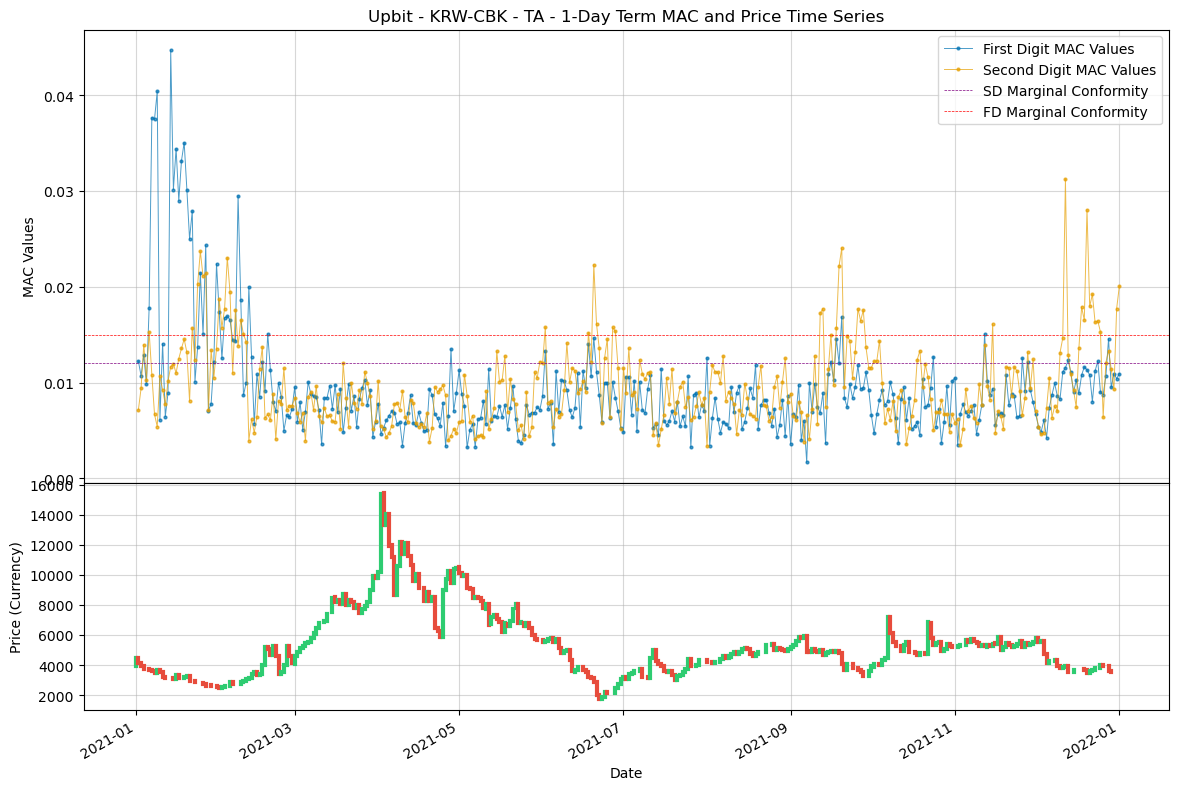 Upbit - KRW-CBK - TA - 1-Day Term MAC and Price Time Series
First Digit MAC Values
Second Digit MAC Values
SD Marginal Conformity
FD Marginal Conformity
MAC Values
0.04
0.03
0.02
0.01
0.00
Price (Currency)
16000
14000
12000
10000
8000
6000
4000
2000
2021-01
2021-03
2021-05
2021-07
2021-09
2021-11
2022-01
Date